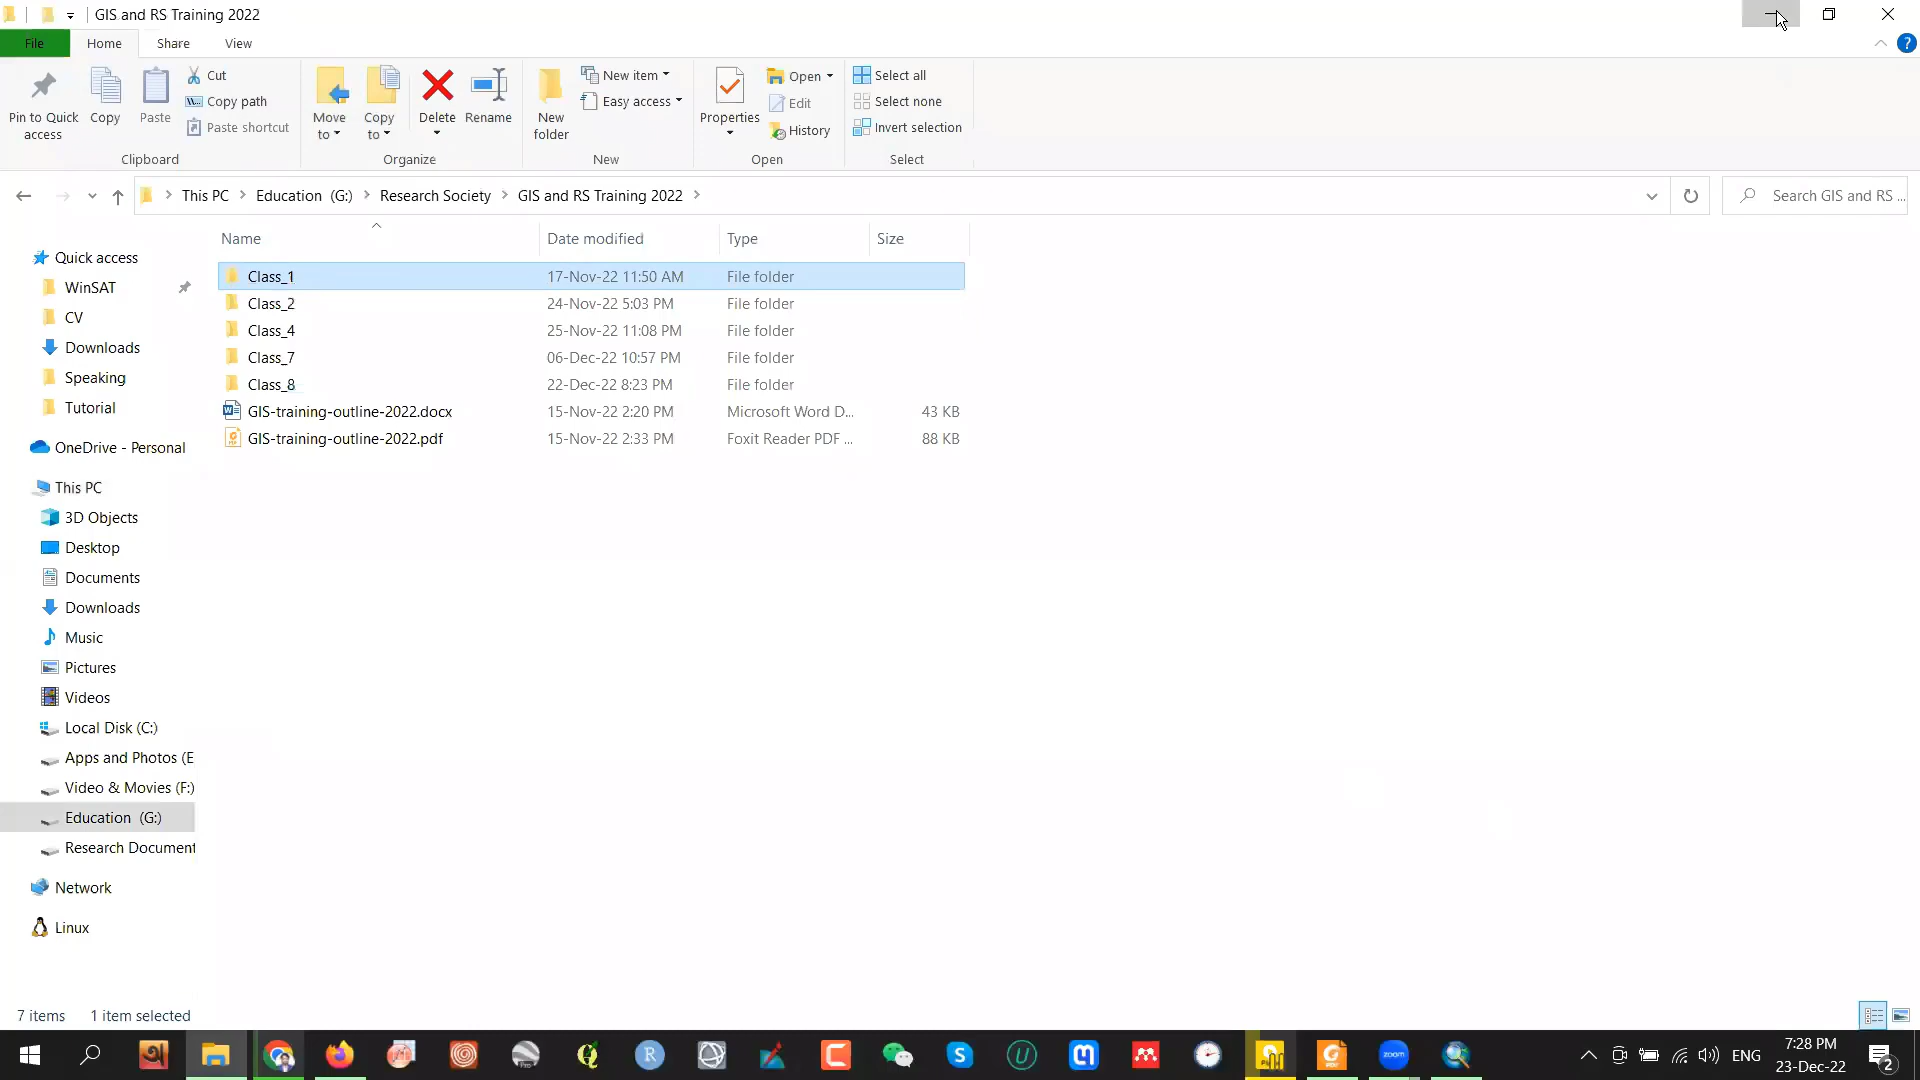 GIS and RS Training 2022
File Home Share View
Pin to Quick access
Copy
Paste
Cut
Copy path
Paste shortcut
Clipboard
Move to
Copy to
Delete
Rename
Organize
New folder
New item
Easy access
New
Properties
Open
Edit
History
Open
Select all
Select none
Invert selection
Select
This PC > Education (G:) > Research Society > GIS and RS Training 2022 >
Search GIS and RS ...
Name Date modified Type Size
Class_1 17-Nov-22 11:50 AM File folder
Class_2 24-Nov-22 5:03 PM File folder
Class_4 25-Nov-22 11:08 PM File folder
Class_7 06-Dec-22 10:57 PM File folder
Class_8 22-Dec-22 8:23 PM File folder
GIS-training-outline-2022.docx 15-Nov-22 2:20 PM Microsoft Word D... 43 KB
GIS-training-outline-2022.pdf 15-Nov-22 2:33 PM Foxit Reader PDF ... 88 KB
Quick access
WinSAT
CV
Downloads
Speaking
Tutorial
OneDrive - Personal
This PC
3D Objects
Desktop
Documents
Downloads
Music
Pictures
Videos
Local Disk (C:)
Apps and Photos (E
Video & Movies (F:)
Education (G:)
Research Document
Network
Linux
7 items 1 item selected
zoom
ENG
7:28 PM
23-Dec-22
2